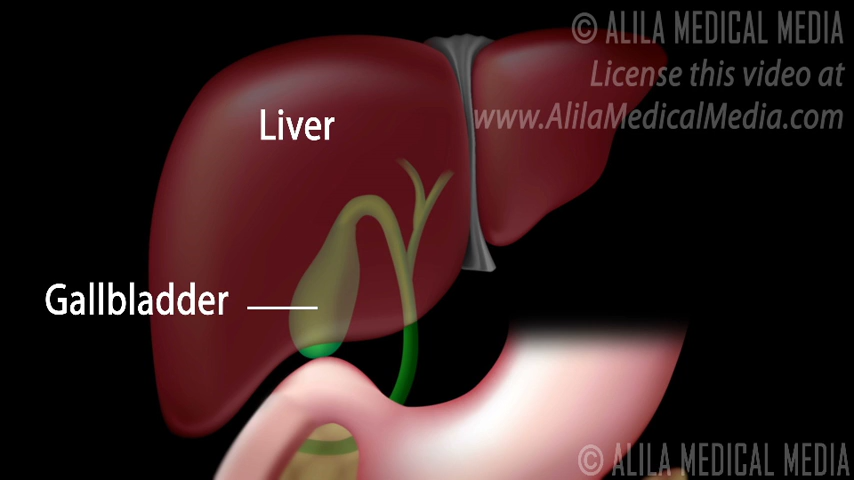 © ALILA MEDICAL MEDIA
License this video at
www.AlilaMedicalMedia.com
Liver
Gallbladder
© ALILA MEDICAL MEDIA